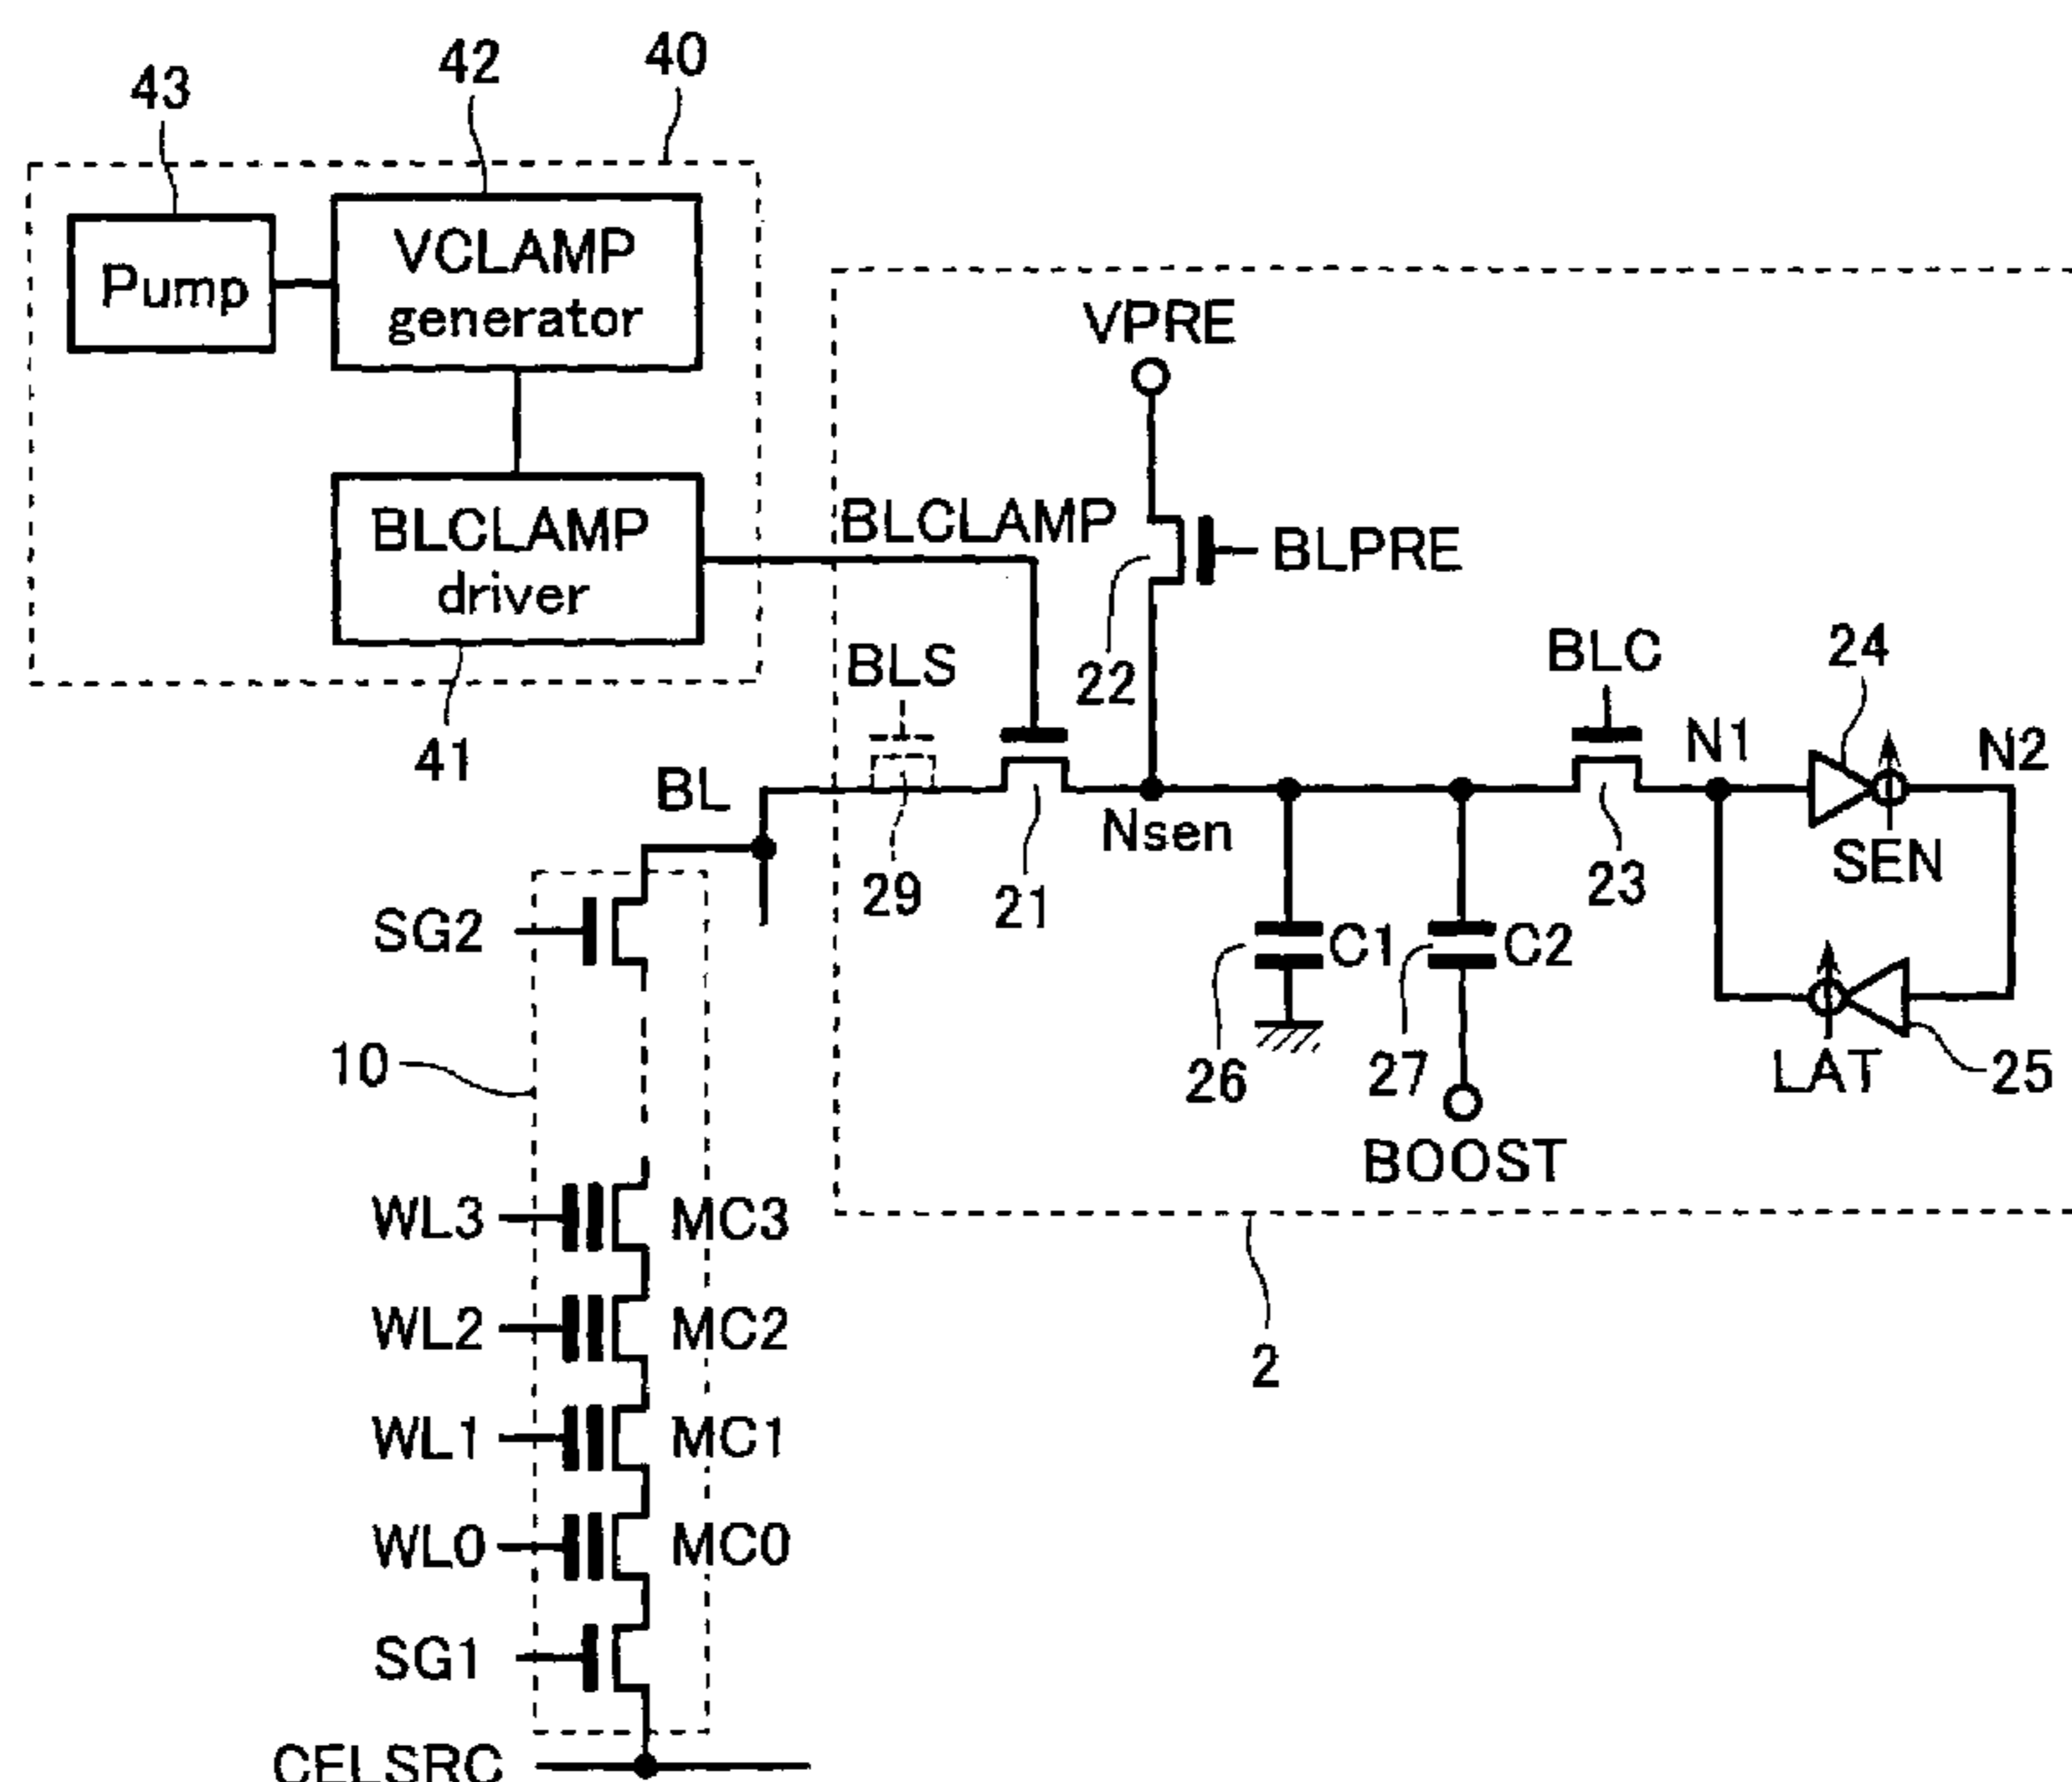 43
42
40
Pump
VCLAMP
generator
BLCLAMP
driver
41
VPRE
BLCLAMP
BLPRE
22
BLS
29
21
Nsen
BL
BLC
23
N1
24
N2
SEN
LAT
25
26
C1
27
C2
BOOST
2
SG2
10
WL3
MC3
WL2
MC2
WL1
MC1
WL0
MC0
SG1
CELSRC